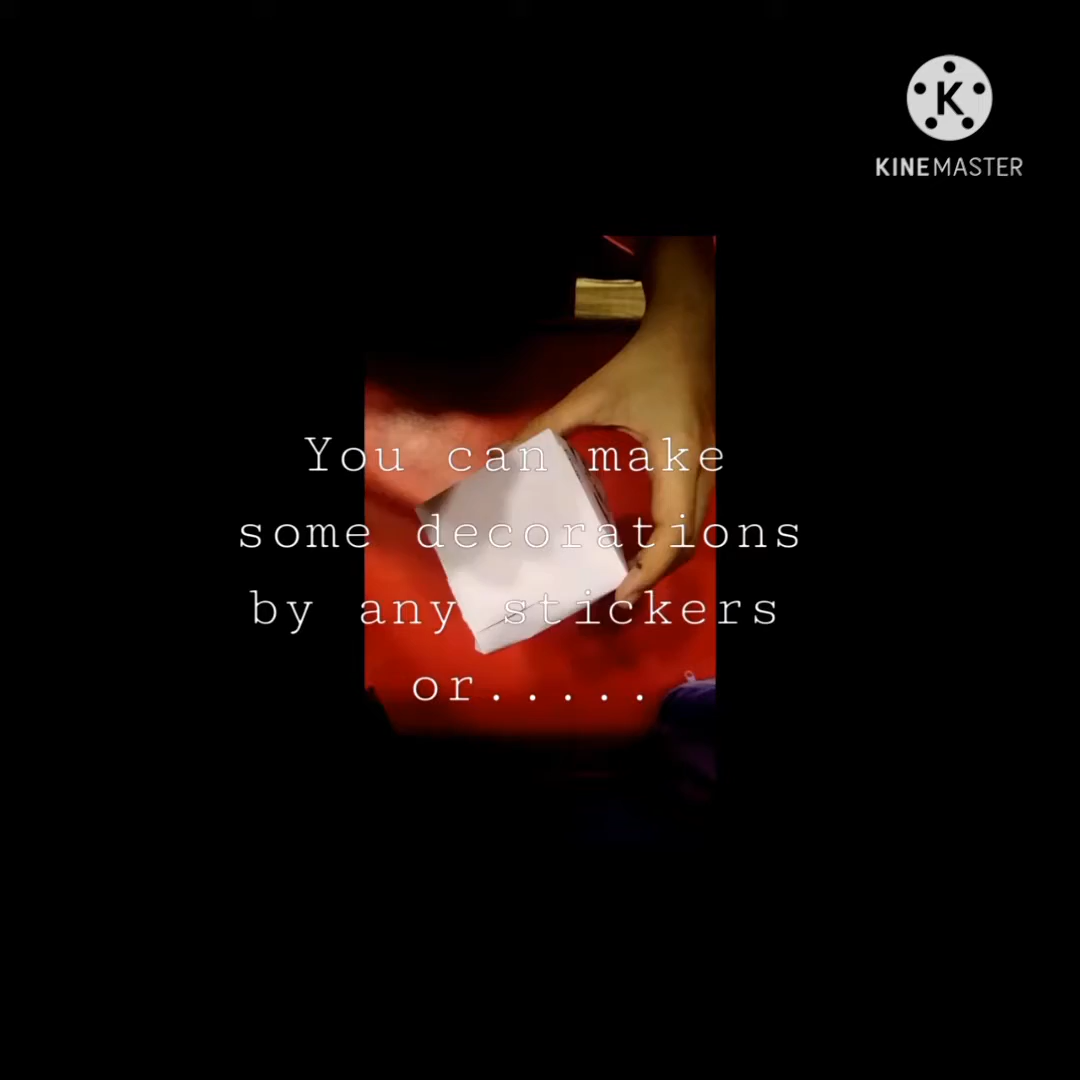 K
KINEMASTER
You can make
some decorations
by any stickers
or.....